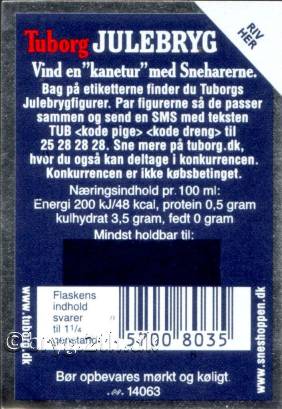 RIV
HER
Tuborg JULEBRYG
Vind en "kanetur" med Sneharerne.
Bag på etiketterne finder du Tuborgs
Julebrygfigurer. Par figurerne så de passer
sammen og send en SMS med teksten
TUB <kode pige> <kode dreng> til
25 28 28 28. Sne mere på tuborg.dk,
hvor du også kan deltage i konkurrencen.
Konkurrencen er ikke købsbetinget.
Næringsindhold pr. 100 ml:
Energi 200 kJ/48 kcal, protein 0,5 gram
kulhydrat 3,5 gram, fedt 0 gram
Mindst holdbar til:
www.tuborg.dk
Flaskens
indhold
svarer
til 1 1/4
genstand
5700 8035
www.sneshoppen.dk
Bør opbevares mørkt og køligt.
14063